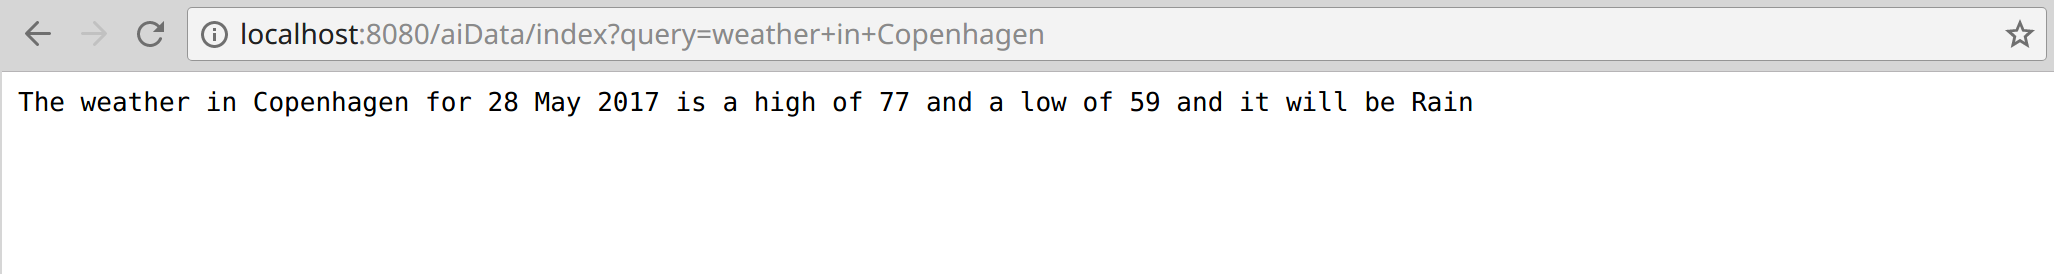 localhost:8080/aiData/index?query=weather+in+Copenhagen
The weather in Copenhagen for 28 May 2017 is a high of 77 and a low of 59 and it will be Rain